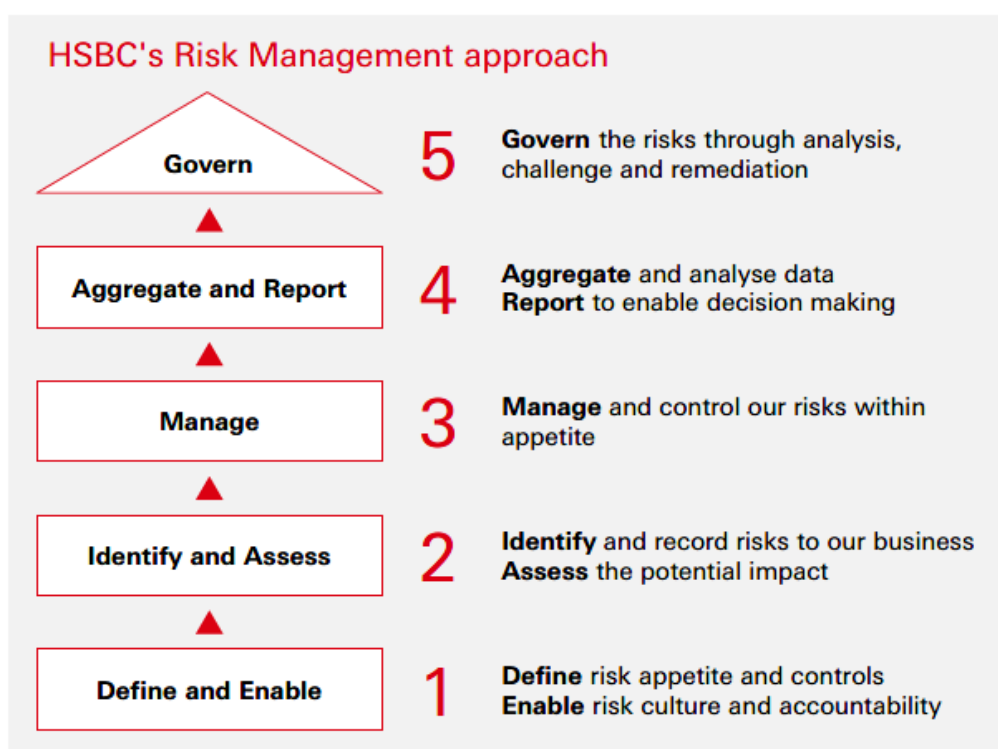 HSBC's Risk Management approach
Govern
5
Govern the risks through analysis,
challenge and remediation
Aggregate and Report
4
Aggregate and analyse data
Report to enable decision making
Manage
3
Manage and control our risks within
appetite
Identify and Assess
2
Identify and record risks to our business
Assess the potential impact
Define and Enable
1
Define risk appetite and controls
Enable risk culture and accountability